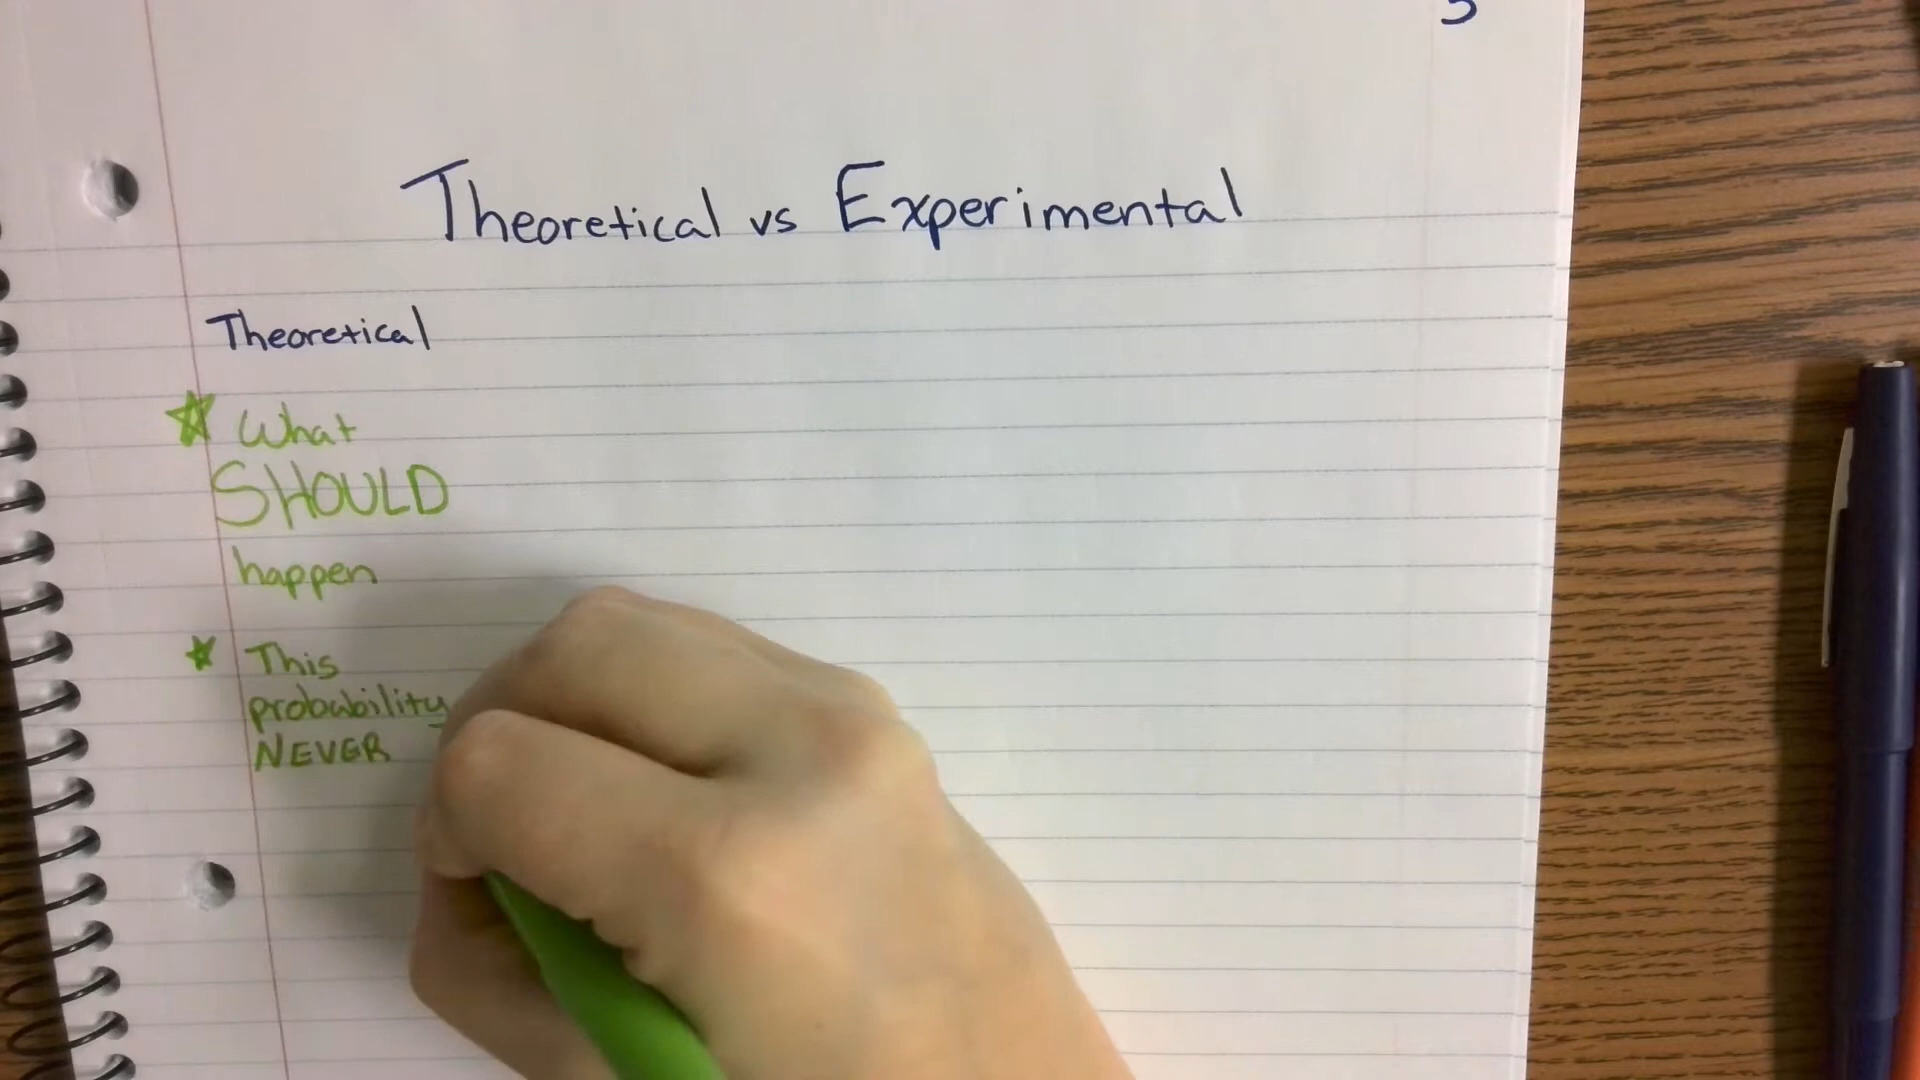 Theoretical vs Experimental
Theoretical
What
SHOULD
happen
This
probability
NEVER